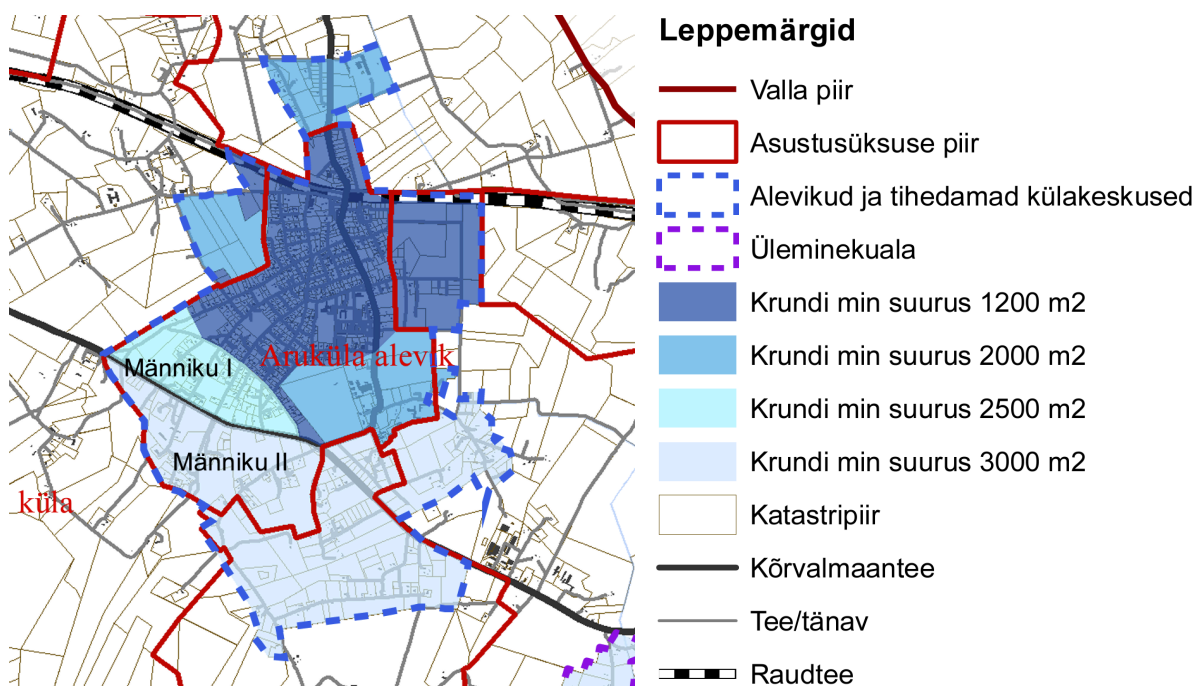 Männiku I
Aruküla alevik
Männiku II
küla
Leppemärgid
Valla piir
Asustusüksuse piir
Alevikud ja tihedamad külakeskused
Üleminekuala
Krundi min suurus 1200 m2
Krundi min suurus 2000 m2
Krundi min suurus 2500 m2
Krundi min suurus 3000 m2
Katastripiir
Kõrvalmaantee
Tee/tänav
Raudtee